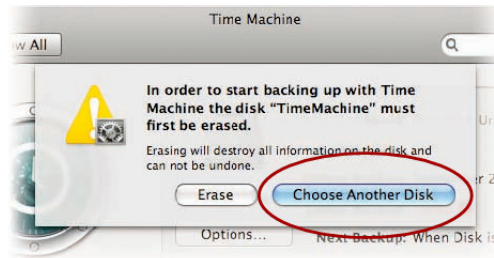 Time Machine
w All
In order to start backing up with Time
Machine the disk "TimeMachine" must
first be erased.
Erasing will destroy all information on the disk and
can not be undone.
Erase
Choose Another Disk
Options...
Next Backup: When Disk is